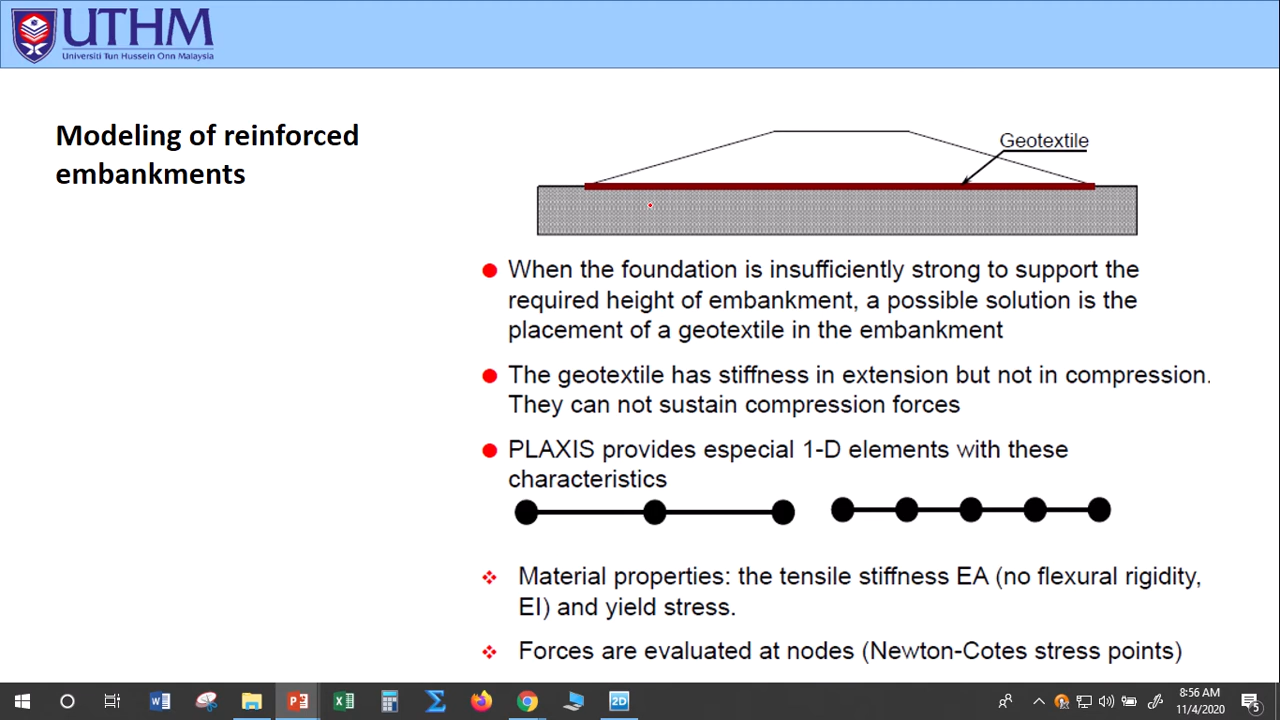 UTHM
Universiti Tun Hussein Onn Malaysia
Modeling of reinforced
embankments
Geotextile
When the foundation is insufficiently strong to support the
required height of embankment, a possible solution is the
placement of a geotextile in the embankment
The geotextile has stiffness in extension but not in compression.
They can not sustain compression forces
PLAXIS provides especial 1-D elements with these
characteristics
Material properties: the tensile stiffness EA (no flexural rigidity,
EI) and yield stress.
Forces are evaluated at nodes (Newton-Cotes stress points)
2D
8:56 AM
11/4/2020
5